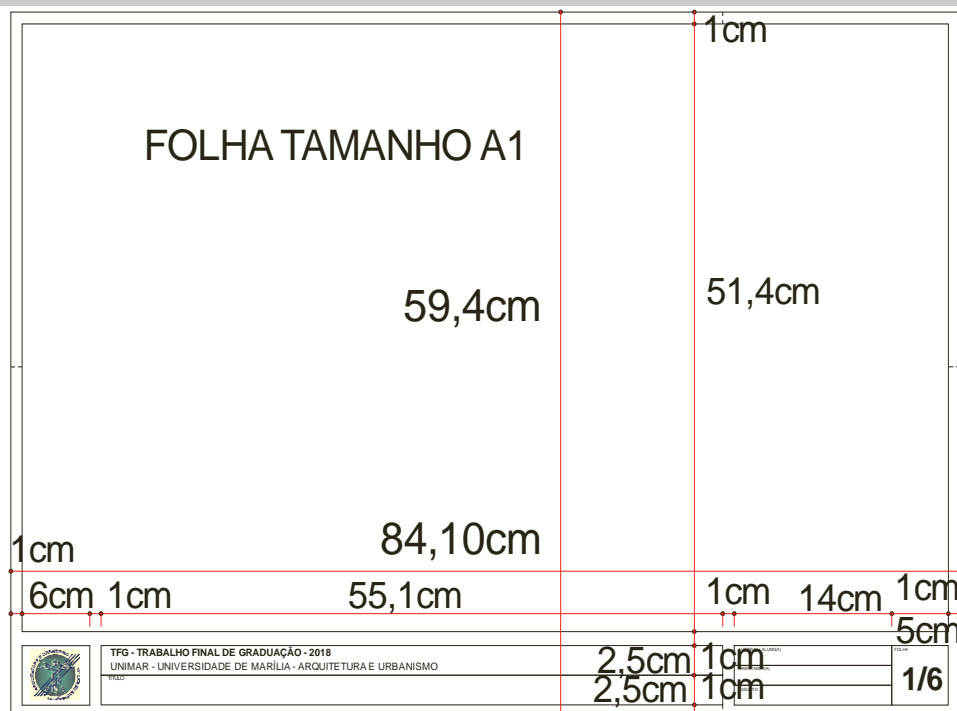 1cm
FOLHA TAMANHO A1
59,4cm
51,4cm
84,10cm
1cm
6cm 1cm 55,1cm 1cm 14cm 1cm
5cm
TFG - TRABALHO FINAL DE GRADUAÇÃO - 2018
UNIMAR - UNIVERSIDADE DE MARÍLIA - ARQUITETURA E URBANISMO
TÍTULO
2,5cm 1cm
2,5cm 1cm
FOLHA
1/6